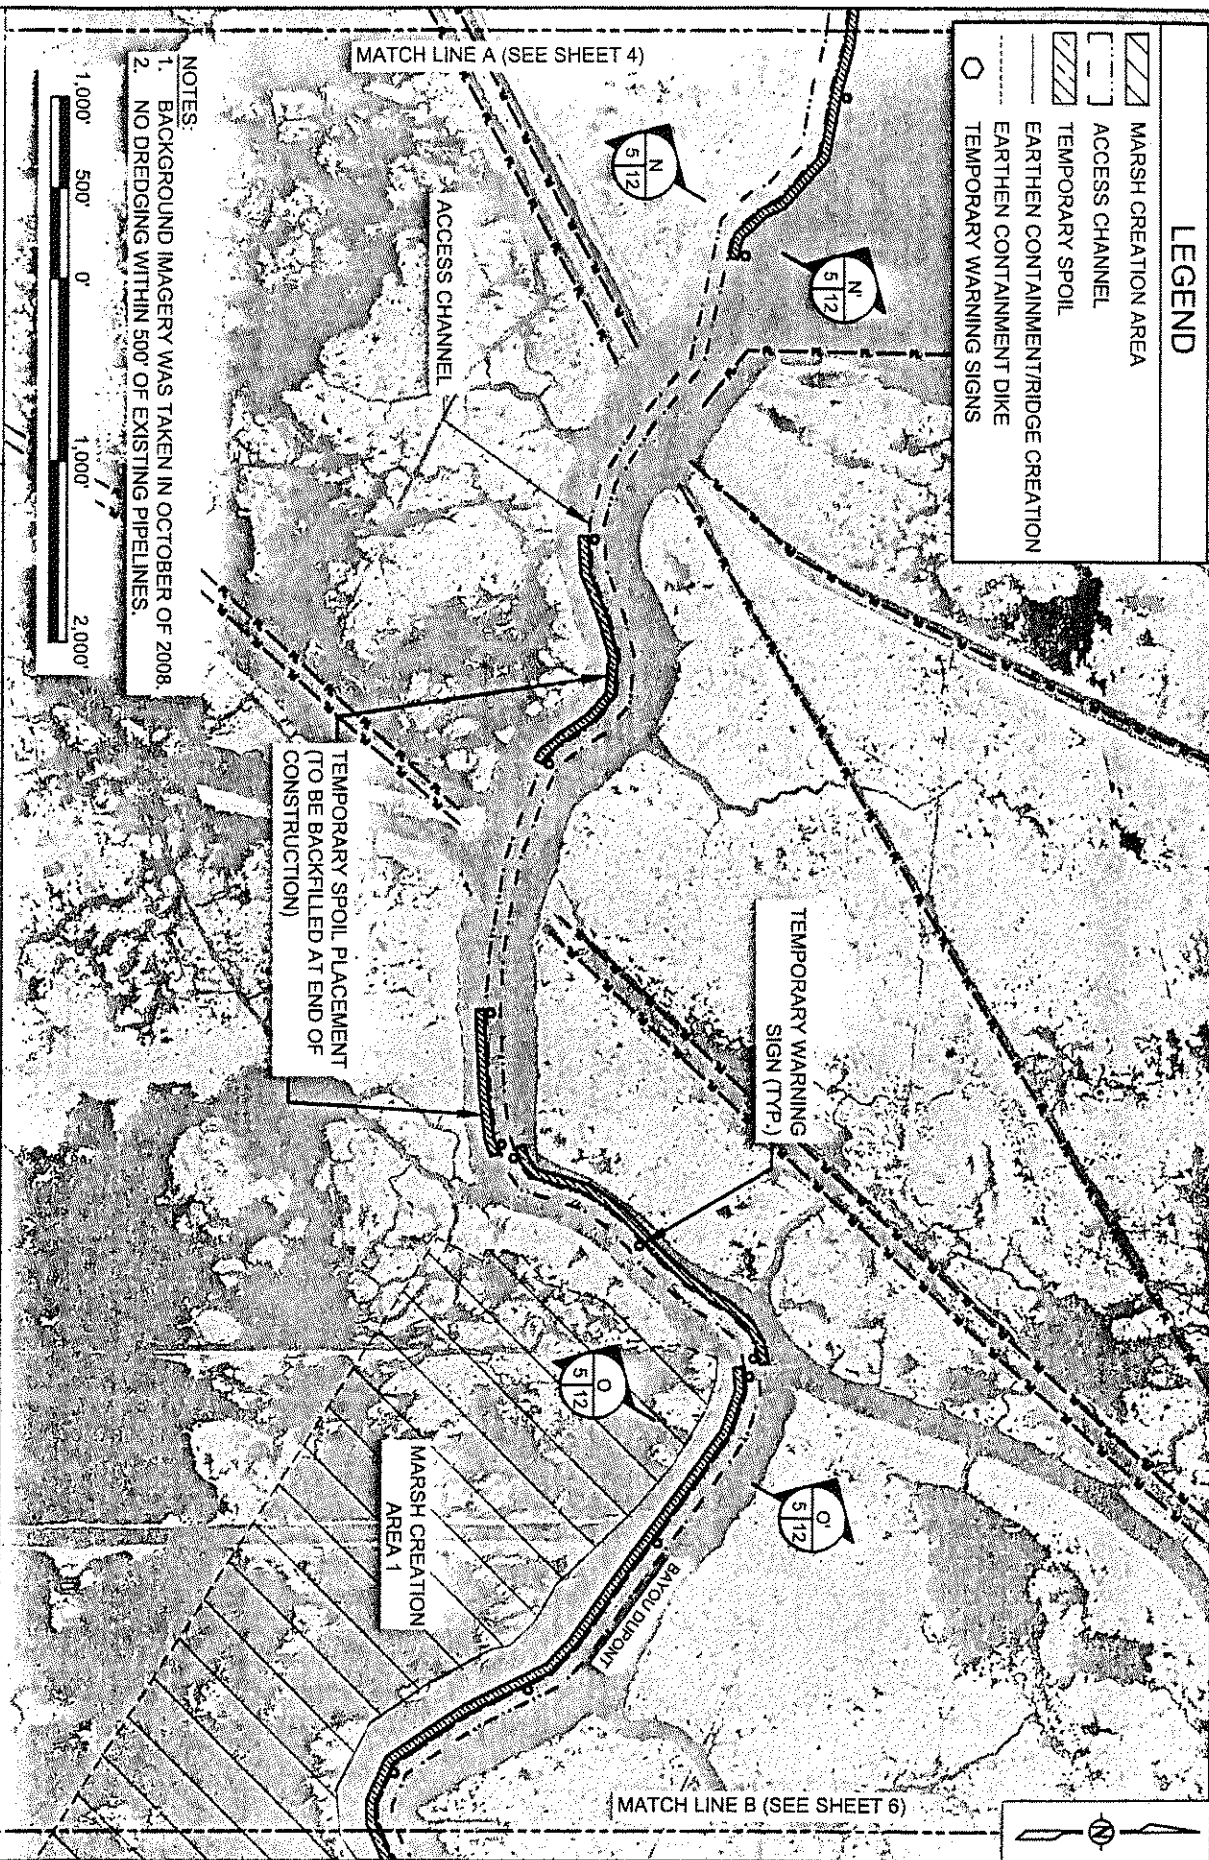 LEGEND
MARSH CREATION AREA
ACCESS CHANNEL
TEMPORARY SPOIL
EARTHEN CONTAINMENT/RIDGE CREATION
EARTHEN CONTAINMENT DIKE
TEMPORARY WARNING SIGNS
MATCH LINE A (SEE SHEET 4)
N
5 12
N'
5 12
ACCESS CHANNEL
TEMPORARY WARNING
SIGN (TYP.)
TEMPORARY SPOIL PLACEMENT
(TO BE BACKFILLED AT END OF
CONSTRUCTION)
O
5 12
O'
5 12
BAYOU DUPONT
MARSH CREATION
AREA 1
MATCH LINE B (SEE SHEET 6)
N
NOTES:
1. BACKGROUND IMAGERY WAS TAKEN IN OCTOBER OF 2008.
2. NO DREDGING WITHIN 500' OF EXISTING PIPELINES.
1,000' 500' 0' 1,000' 2,000'